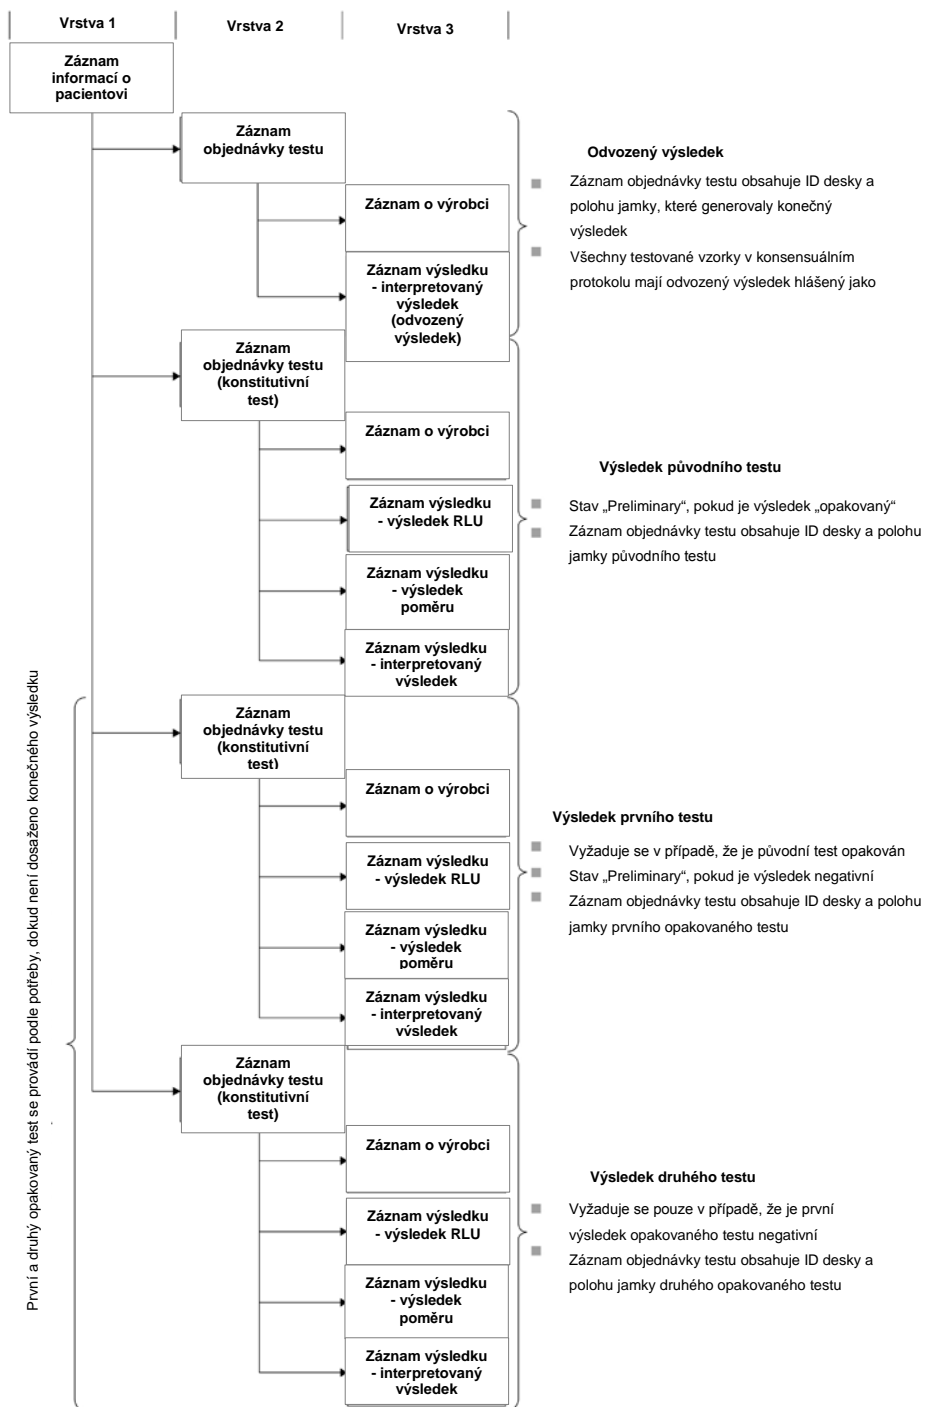 Vrstva 1
Vrstva 2
Vrstva 3
Záznam
informací o
pacientovi
Záznam
objednávky testu
Záznam o výrobci
Záznam výsledku
- interpretovaný
výsledek
(odvozený
výsledek)
Odvozený výsledek
Záznam objednávky testu obsahuje ID desky a
polohu jamky, které generovaly konečný
výsledek
Všechny testované vzorky v konsensuálním
protokolu mají odvozený výsledek hlášený jako
Záznam
objednávky testu
(konstitutivní
test)
Záznam o výrobci
Záznam výsledku
- výsledek RLU
Záznam výsledku
- výsledek
poměru
Záznam výsledku
- interpretovaný
výsledek
Výsledek původního testu
Stav „Preliminary“, pokud je výsledek „opakovaný“
Záznam objednávky testu obsahuje ID desky a polohu
jamky původního testu
První a druhý opakovaný test se provádí podle potřeby, dokud není dosaženo konečného výsledku
Záznam
objednávky testu
(konstitutivní
test)
Záznam o výrobci
Záznam výsledku
- výsledek RLU
Záznam výsledku
- výsledek
poměru
Záznam výsledku
- interpretovaný
výsledek
Výsledek prvního testu
Vyžaduje se v případě, že je původní test opakován
Stav „Preliminary“, pokud je výsledek negativní
Záznam objednávky testu obsahuje ID desky a polohu
jamky prvního opakovaného testu
Záznam
objednávky testu
(konstitutivní
test)
Záznam o výrobci
Záznam výsledku
- výsledek RLU
Záznam výsledku
- výsledek
poměru
Záznam výsledku
- interpretovaný
výsledek
Výsledek druhého testu
Vyžaduje se pouze v případě, že je první
výsledek opakovaného testu negativní
Záznam objednávky testu obsahuje ID desky a
polohu jamky druhého opakovaného testu